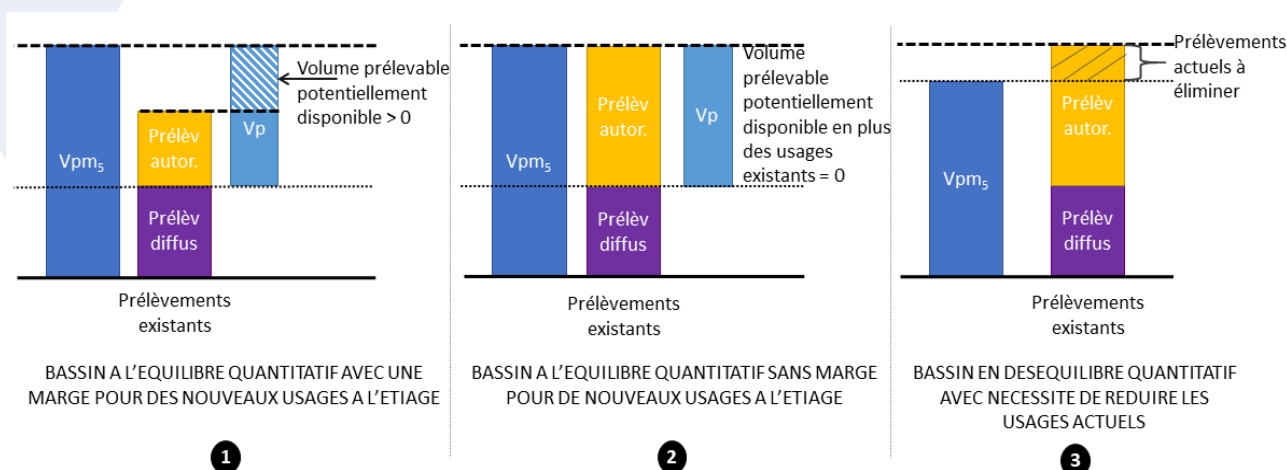 Vpm5
Prélèv
autor.
Prélèv
diffus
Vp
Volume prélevable
potentiellement
disponible > 0
Prélèvements
existants
BASSIN A L'EQUILIBRE QUANTITATIF AVEC UNE
MARGE POUR DES NOUVEAUX USAGES A L'ETIAGE
1
Vpm5
Prélèv
autor.
Prélèv
diffus
Vp
Volume
prélevable
potentiellement
disponible en plus
des usages
existants = 0
Prélèvements
existants
BASSIN A L'EQUILIBRE QUANTITATIF SANS MARGE
POUR DE NOUVEAUX USAGES A L'ETIAGE
2
Vpm5
Prélèv
autor.
Prélèv
diffus
Prélèvements
actuels à
éliminer
Prélèvements
existants
BASSIN EN DESEQUILIBRE QUANTITATIF
AVEC NECESSITE DE REDUIRE LES
USAGES ACTUELS
3